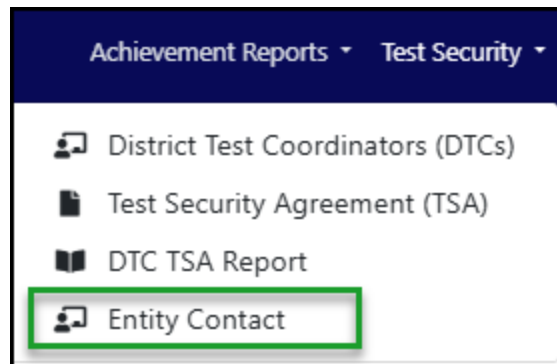 Achievement Reports Test Security
District Test Coordinators (DTCs)
Test Security Agreement (TSA)
DTC TSA Report
Entity Contact